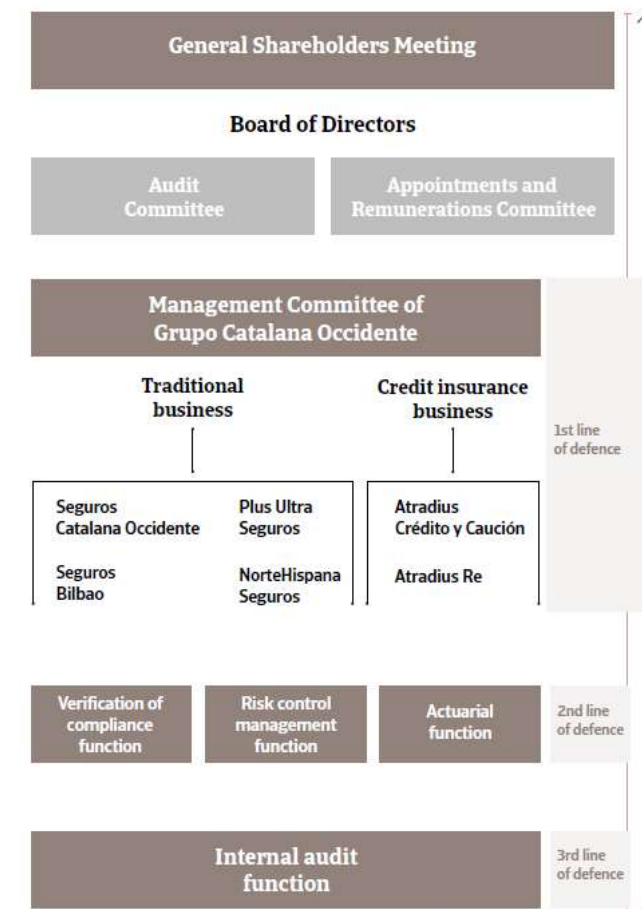 General Shareholders Meeting
Board of Directors
Audit
Committee
Appointments and
Remunerations Committee
Management Committee of
Grupo Catalana Occidente
Traditional
business
Credit insurance
business
1st line
of defence
Seguros
Catalana Occidente
Plus Ultra
Seguros
Atradius
Crédito y Caución
Seguros
Bilbao
NorteHispana
Seguros
Atradius Re
Verification of
compliance
function
Risk control
management
function
Actuarial
function
2nd line
of defence
Internal audit
function
3rd line
of defence